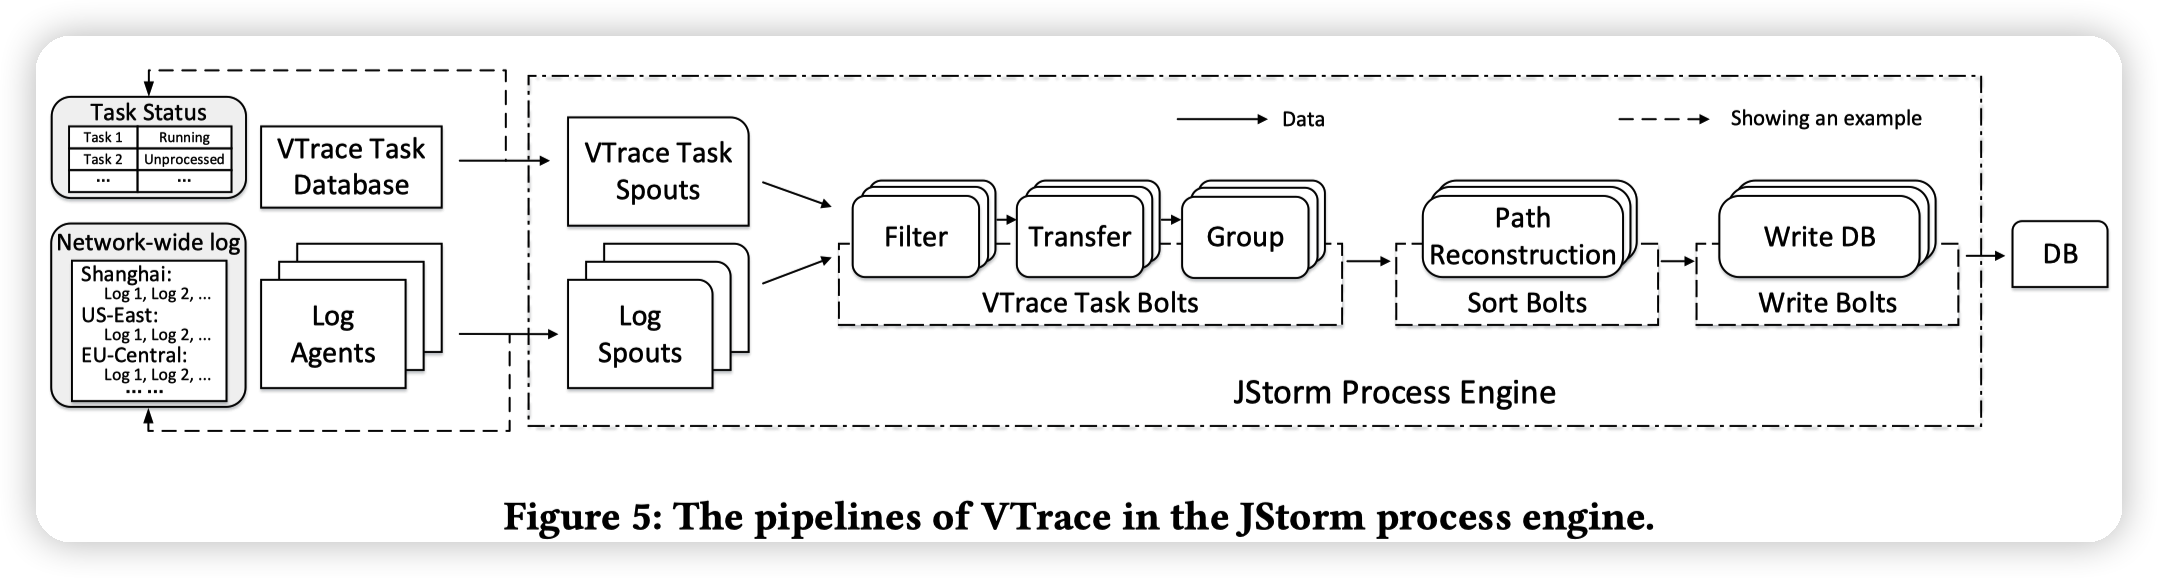 Task Status
Task 1 Running
Task 2 Unprocessed
... ...
VTrace Task
Database
Network-wide log
Shanghai:
Log 1, Log 2, ...
US-East:
Log 1, Log 2, ...
EU-Central:
Log 1, Log 2, ...
... ...
Log
Agents
VTrace Task
Spouts
Log
Spouts
Data
Showing an example
Filter
Transfer
Group
VTrace Task Bolts
Path
Reconstruction
Sort Bolts
Write DB
Write Bolts
JStorm Process Engine
DB
Figure 5: The pipelines of VTrace in the JStorm process engine.